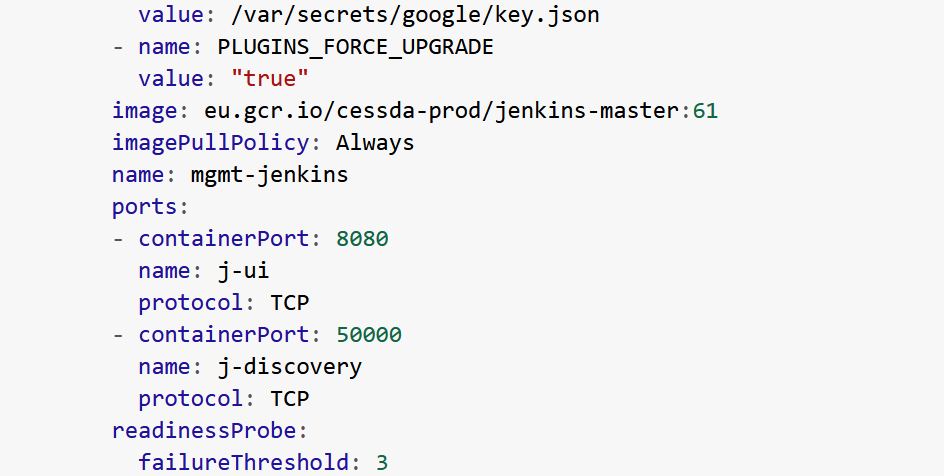 value: /var/secrets/google/key.json
- name: PLUGINS_FORCE_UPGRADE
value: "true"
image: eu.gcr.io/cessda-prod/jenkins-master:61
imagePullPolicy: Always
name: mgmt-jenkins
ports:
- containerPort: 8080
name: j-ui
protocol: TCP
- containerPort: 50000
name: j-discovery
protocol: TCP
readinessProbe:
failureThreshold: 3